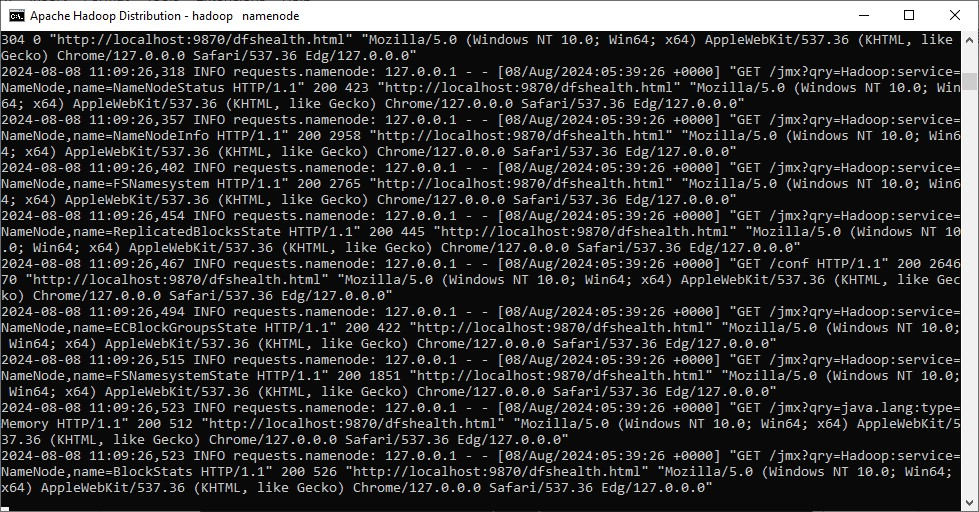 Apache Hadoop Distribution - hadoop   namenode
304 0 "http://localhost:9870/dfshealth.html" "Mozilla/5.0 (Windows NT 10.0; Win64; x64) AppleWebKit/537.36 (KHTML, like
Gecko) Chrome/127.0.0.0 Safari/537.36 Edg/127.0.0.0"
2024-08-08 11:09:26,318 INFO requests.namenode: 127.0.0.1 - - [08/Aug/2024:05:39:26 +0000] "GET /jmx?qry=Hadoop:service=
NameNode,name=NameNodeStatus HTTP/1.1" 200 423 "http://localhost:9870/dfshealth.html" "Mozilla/5.0 (Windows NT 10.0; Win
64; x64) AppleWebKit/537.36 (KHTML, like Gecko) Chrome/127.0.0.0 Safari/537.36 Edg/127.0.0.0"
2024-08-08 11:09:26,357 INFO requests.namenode: 127.0.0.1 - - [08/Aug/2024:05:39:26 +0000] "GET /jmx?qry=Hadoop:service=
NameNode,name=NameNodeInfo HTTP/1.1" 200 2958 "http://localhost:9870/dfshealth.html" "Mozilla/5.0 (Windows NT 10.0; Win6
4; x64) AppleWebKit/537.36 (KHTML, like Gecko) Chrome/127.0.0.0 Safari/537.36 Edg/127.0.0.0"
2024-08-08 11:09:26,402 INFO requests.namenode: 127.0.0.1 - - [08/Aug/2024:05:39:26 +0000] "GET /jmx?qry=Hadoop:service=
NameNode,name=FSNamesystem HTTP/1.1" 200 2765 "http://localhost:9870/dfshealth.html" "Mozilla/5.0 (Windows NT 10.0; Win6
4; x64) AppleWebKit/537.36 (KHTML, like Gecko) Chrome/127.0.0.0 Safari/537.36 Edg/127.0.0.0"
2024-08-08 11:09:26,454 INFO requests.namenode: 127.0.0.1 - - [08/Aug/2024:05:39:26 +0000] "GET /jmx?qry=Hadoop:service=
NameNode,name=ReplicatedBlocksState HTTP/1.1" 200 445 "http://localhost:9870/dfshealth.html" "Mozilla/5.0 (Windows NT 10
.0; Win64; x64) AppleWebKit/537.36 (KHTML, like Gecko) Chrome/127.0.0.0 Safari/537.36 Edg/127.0.0.0"
2024-08-08 11:09:26,467 INFO requests.namenode: 127.0.0.1 - - [08/Aug/2024:05:39:26 +0000] "GET /conf HTTP/1.1" 200 2646
70 "http://localhost:9870/dfshealth.html" "Mozilla/5.0 (Windows NT 10.0; Win64; x64) AppleWebKit/537.36 (KHTML, like Gec
ko) Chrome/127.0.0.0 Safari/537.36 Edg/127.0.0.0"
2024-08-08 11:09:26,494 INFO requests.namenode: 127.0.0.1 - - [08/Aug/2024:05:39:26 +0000] "GET /jmx?qry=Hadoop:service=
NameNode,name=ECBlockGroupsState HTTP/1.1" 200 422 "http://localhost:9870/dfshealth.html" "Mozilla/5.0 (Windows NT 10.0;
 Win64; x64) AppleWebKit/537.36 (KHTML, like Gecko) Chrome/127.0.0.0 Safari/537.36 Edg/127.0.0.0"
2024-08-08 11:09:26,515 INFO requests.namenode: 127.0.0.1 - - [08/Aug/2024:05:39:26 +0000] "GET /jmx?qry=Hadoop:service=
NameNode,name=FSNamesystemState HTTP/1.1" 200 1851 "http://localhost:9870/dfshealth.html" "Mozilla/5.0 (Windows NT 10.0;
 Win64; x64) AppleWebKit/537.36 (KHTML, like Gecko) Chrome/127.0.0.0 Safari/537.36 Edg/127.0.0.0"
2024-08-08 11:09:26,523 INFO requests.namenode: 127.0.0.1 - - [08/Aug/2024:05:39:26 +0000] "GET /jmx?qry=java.lang:type=
Memory HTTP/1.1" 200 512 "http://localhost:9870/dfshealth.html" "Mozilla/5.0 (Windows NT 10.0; Win64; x64) AppleWebKit/5
37.36 (KHTML, like Gecko) Chrome/127.0.0.0 Safari/537.36 Edg/127.0.0.0"
2024-08-08 11:09:26,523 INFO requests.namenode: 127.0.0.1 - - [08/Aug/2024:05:39:26 +0000] "GET /jmx?qry=Hadoop:service=
NameNode,name=BlockStats HTTP/1.1" 200 526 "http://localhost:9870/dfshealth.html" "Mozilla/5.0 (Windows NT 10.0; Win64;
x64) AppleWebKit/537.36 (KHTML, like Gecko) Chrome/127.0.0.0 Safari/537.36 Edg/127.0.0.0"